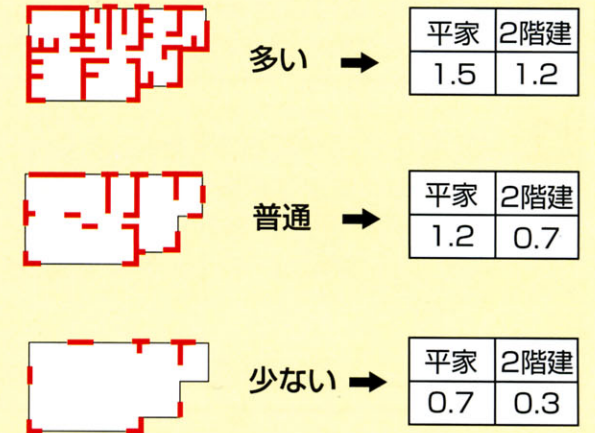 多い ➡ 平家 2階建
1.5 1.2
普通 ➡ 平家 2階建
1.2 0.7
少ない ➡ 平家 2階建
0.7 0.3